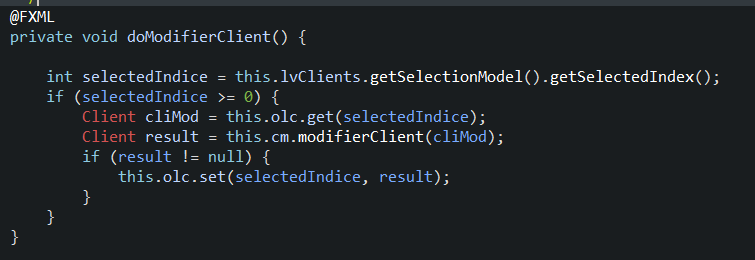 @FXML
private void doModifierClient() {
int selectedIndice = this.lvClients.getSelectionModel().getSelectedIndex();
if (selectedIndice >= 0) {
Client cliMod = this.olc.get(selectedIndice);
Client result = this.cm.modifierClient(cliMod);
if (result != null) {
this.olc.set(selectedIndice, result);
}
}
}